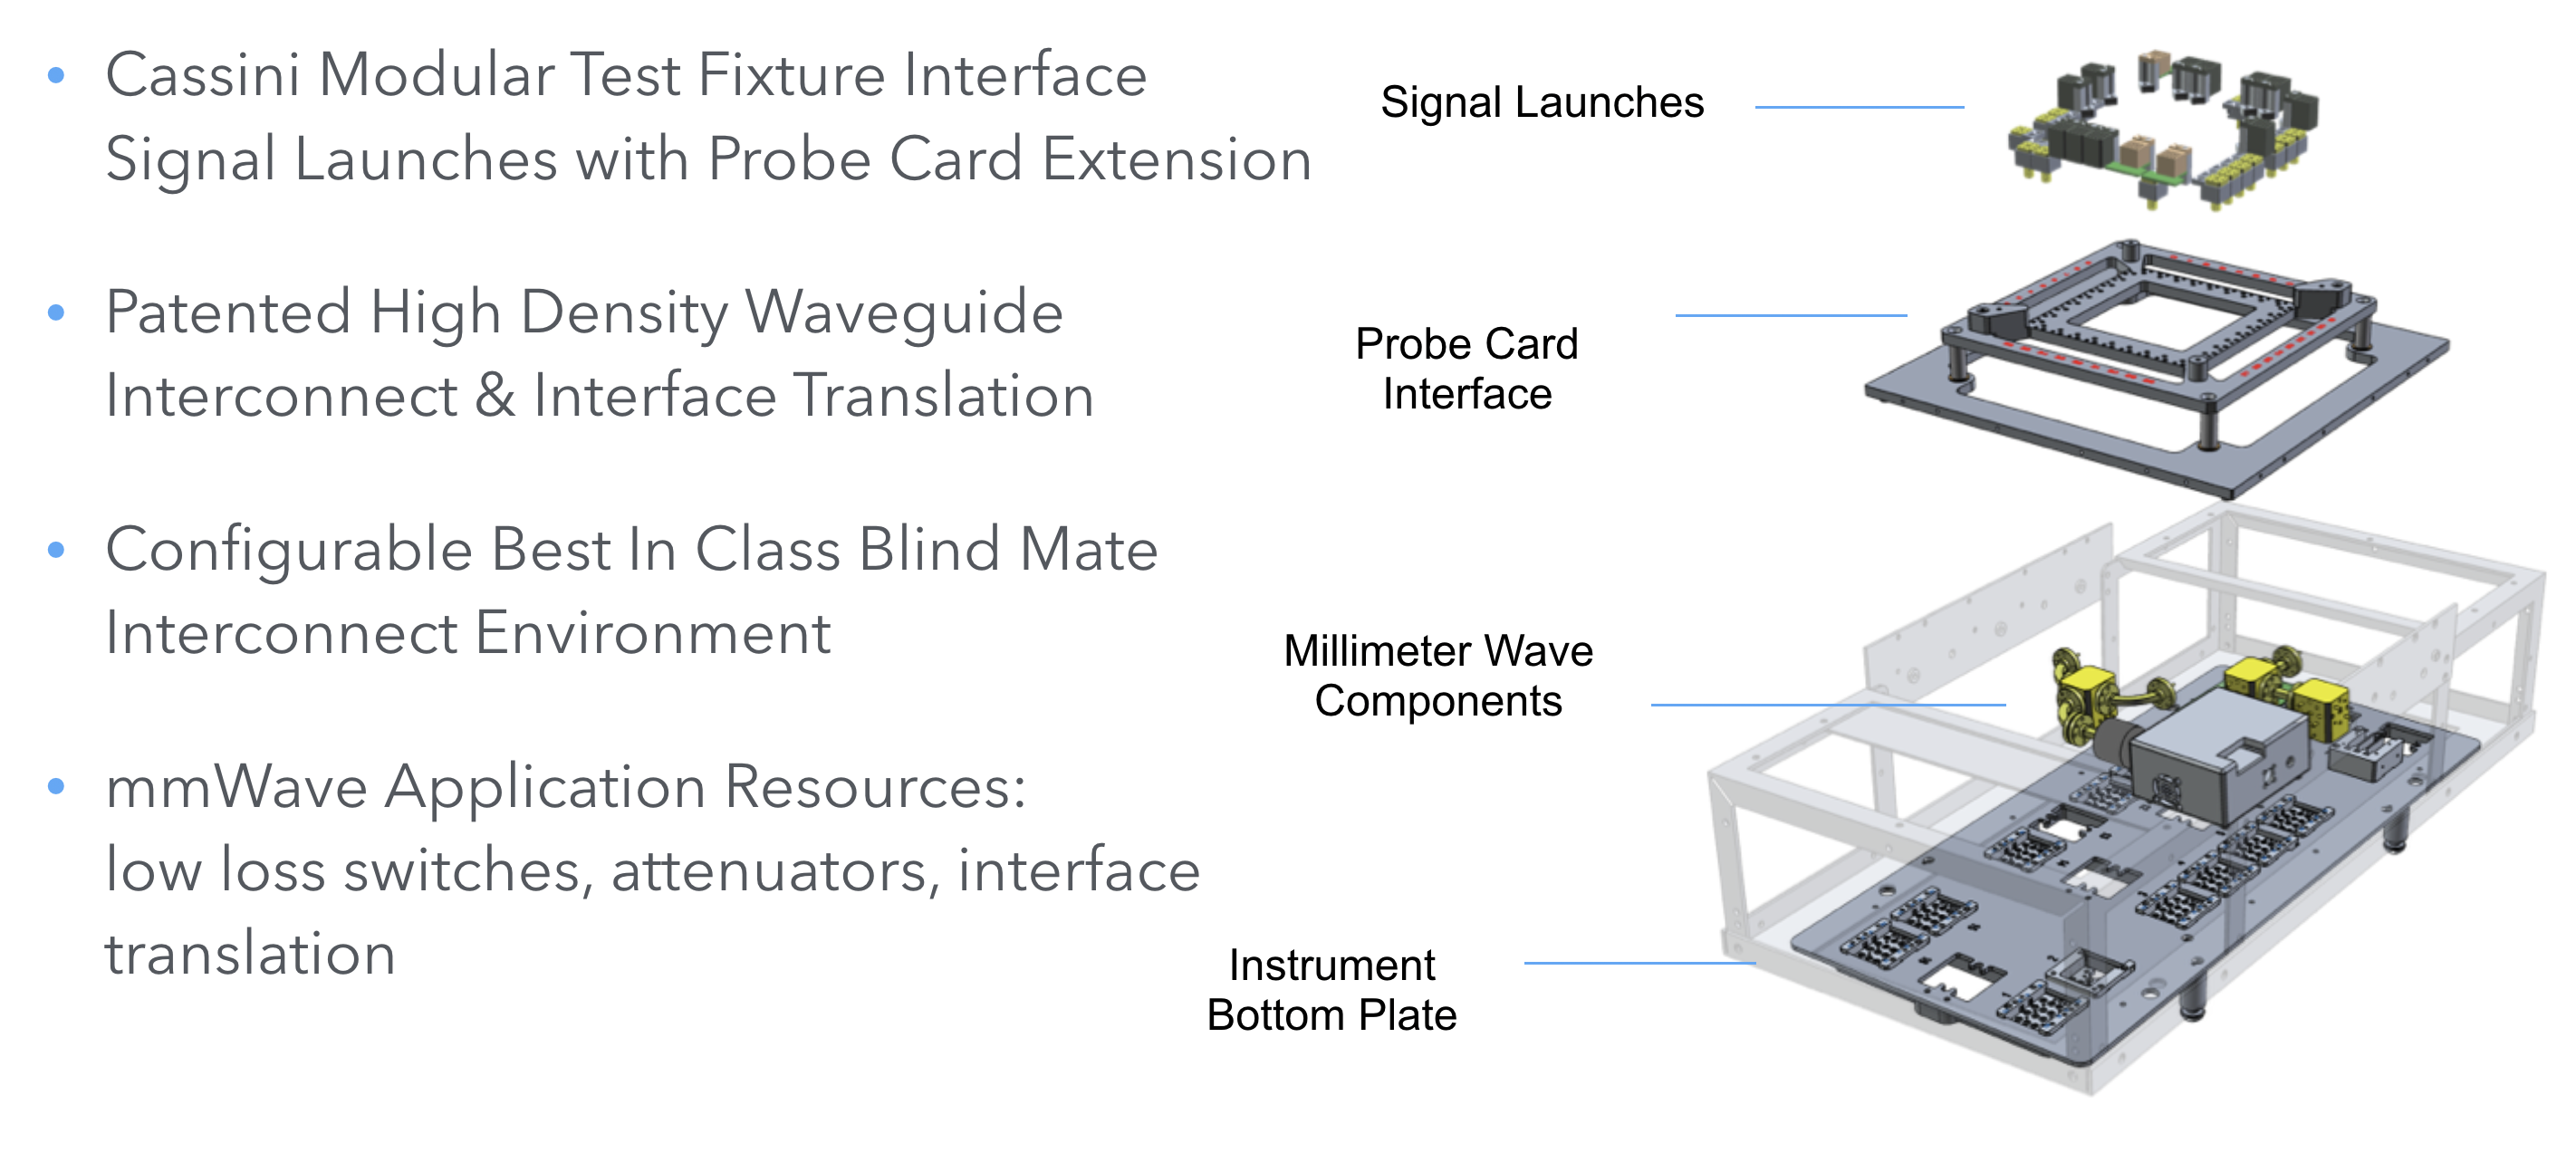 • Cassini Modular Test Fixture Interface
Signal Launches with Probe Card Extension
• Patented High Density Waveguide
Interconnect & Interface Translation
• Configurable Best In Class Blind Mate
Interconnect Environment
• mmWave Application Resources:
low loss switches, attenuators, interface
translation
Signal Launches
Probe Card
Interface
Millimeter Wave
Components
Instrument
Bottom Plate